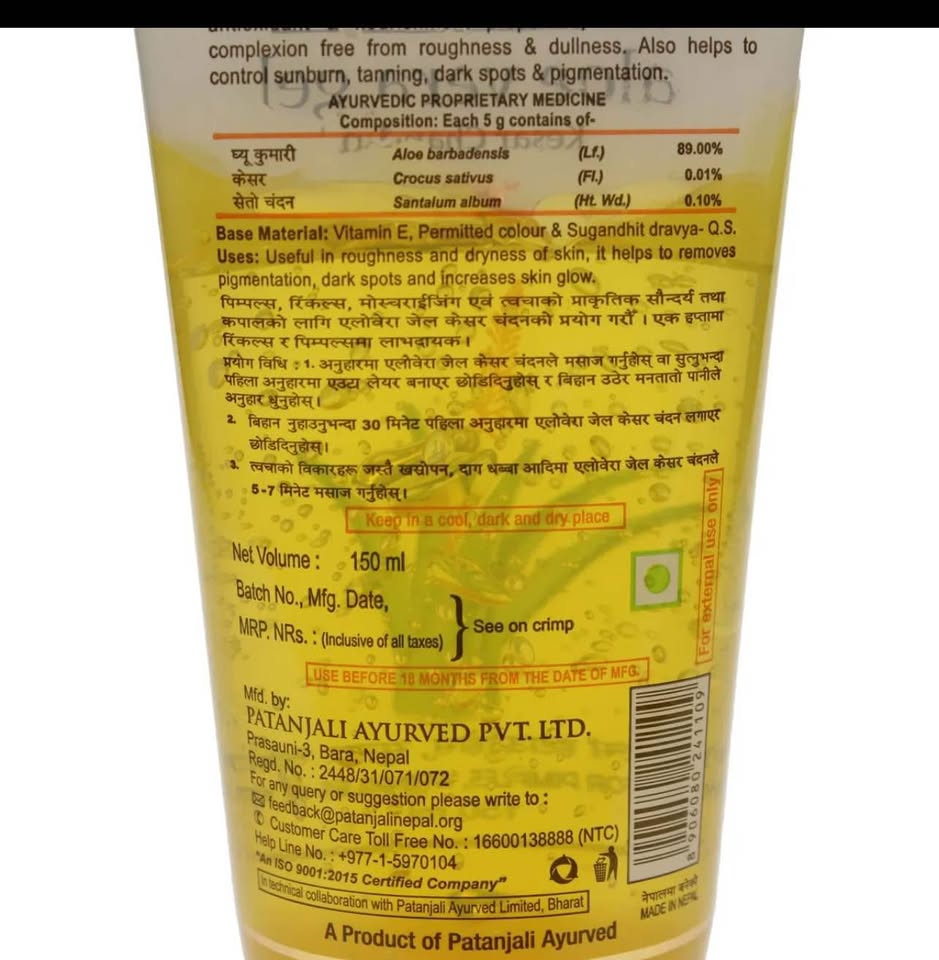 complexion free from roughness & dullness. Also helps to
control sunburn, tanning, dark spots & pigmentation.
AYURVEDIC PROPRIETARY MEDICINE
Composition: Each 5 g contains of-
घ्यू कुमारी Aloe barbadensis (Lf.) 89.00%
केसर Crocus sativus (Fl.) 0.01%
सेतो चंदन Santalum album (Ht. Wd.) 0.10%
Base Material: Vitamin E, Permitted colour & Sugandhit dravya- Q.S.
Uses: Useful in roughness and dryness of skin, it helps to removes
pigmentation, dark spots and increases skin glow.
पिम्पल्स, रिंकल्स, मोस्चराईजिंग एवं त्वचाको प्राकृतिक सौन्दर्य तथा
कपालको लागि एलोवेरा जेल केसर चंदनको प्रयोग गरौँ । एक हप्तामा
रिंकल्स र पिम्पल्समा लाभदायक।
प्रयोग विधि : 1. अनुहारमा एलोवेरा जेल केसर चंदनले मसाज गर्नुहोस् वा सुत्नुभन्दा
पहिला अनुहारमा एउटा लेयर बनाएर छोडिदिनुहोस् र बिहान उठेर मनतातो पानीले
अनुहार धुनुहोस्।
२. बिहान नुहाउनुभन्दा 30 मिनेट पहिला अनुहारमा एलोवेरा जेल केसर चंदन लगाएर
छोडिदिनुहोस्।
३. त्वचाको विकारहरू जस्तै खस्रोपन, दाग धब्बा आदिमा एलोवेरा जेल केसर चंदनले
5-7 मिनेट मसाज गर्नुहोस्।
Keep in a cool, dark and dry place
For external use only
Net Volume : 150 ml
Batch No., Mfg. Date,
MRP. NRs. : (Inclusive of all taxes) } See on crimp
USE BEFORE 18 MONTHS FROM THE DATE OF MFG.
Mfd. by:
PATANJALI AYURVED PVT. LTD.
Prasauni-3, Bara, Nepal
Regd. No. : 2448/31/071/072
For any query or suggestion please write to :
feedback@patanjalinepal.org
Customer Care Toll Free No. : 16600138888 (NTC)
Help Line No. : +977-1-5970104
"An ISO 9001:2015 Certified Company"
In technical collaboration with Patanjali Ayurved Limited, Bharat
A Product of Patanjali Ayurved
8 906080 241109
नेपालमा बनेको
MADE IN NEPAL